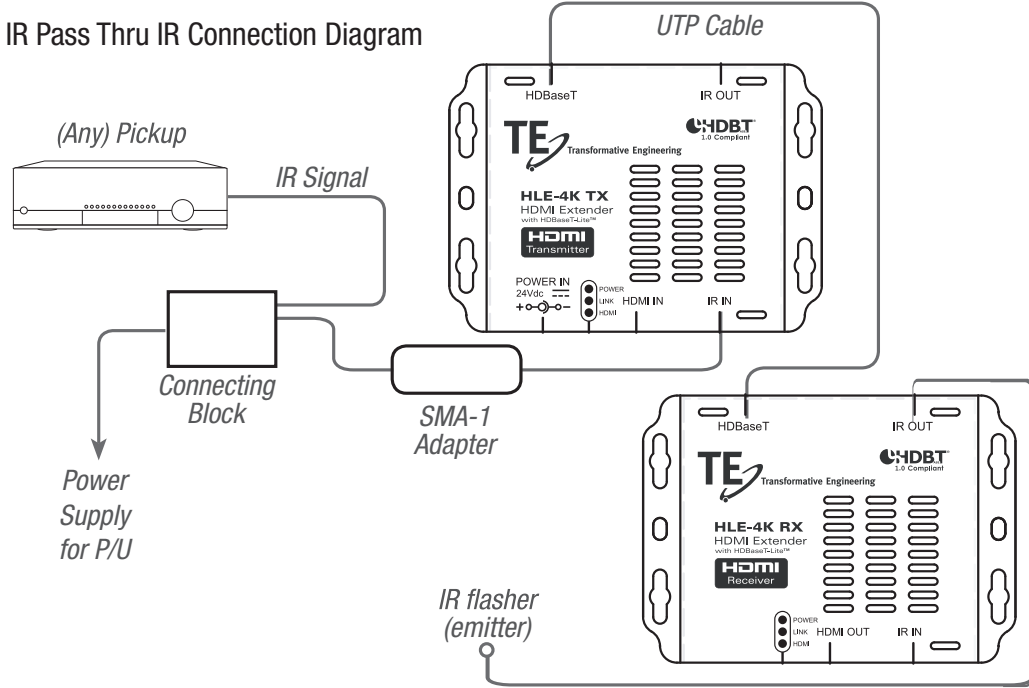 IR Pass Thru IR Connection Diagram
UTP Cable
(Any) Pickup
IR Signal
HDBaseT
IR OUT
HDBT
1.0 Compliant
TE
Transformative Engineering
HLE-4K TX
HDMI Extender
with HDBaseT-Lite™
HDMI
Transmitter
POWER IN
24Vdc
+ –
POWER
LINK
HDMI
HDMI IN
IR IN
Connecting
Block
SMA-1
Adapter
Power
Supply
for P/U
HDBaseT
IR OUT
HDBT
1.0 Compliant
TE
Transformative Engineering
HLE-4K RX
HDMI Extender
with HDBaseT-Lite™
HDMI
Receiver
POWER
LINK
HDMI
HDMI OUT
IR IN
IR flasher
(emitter)